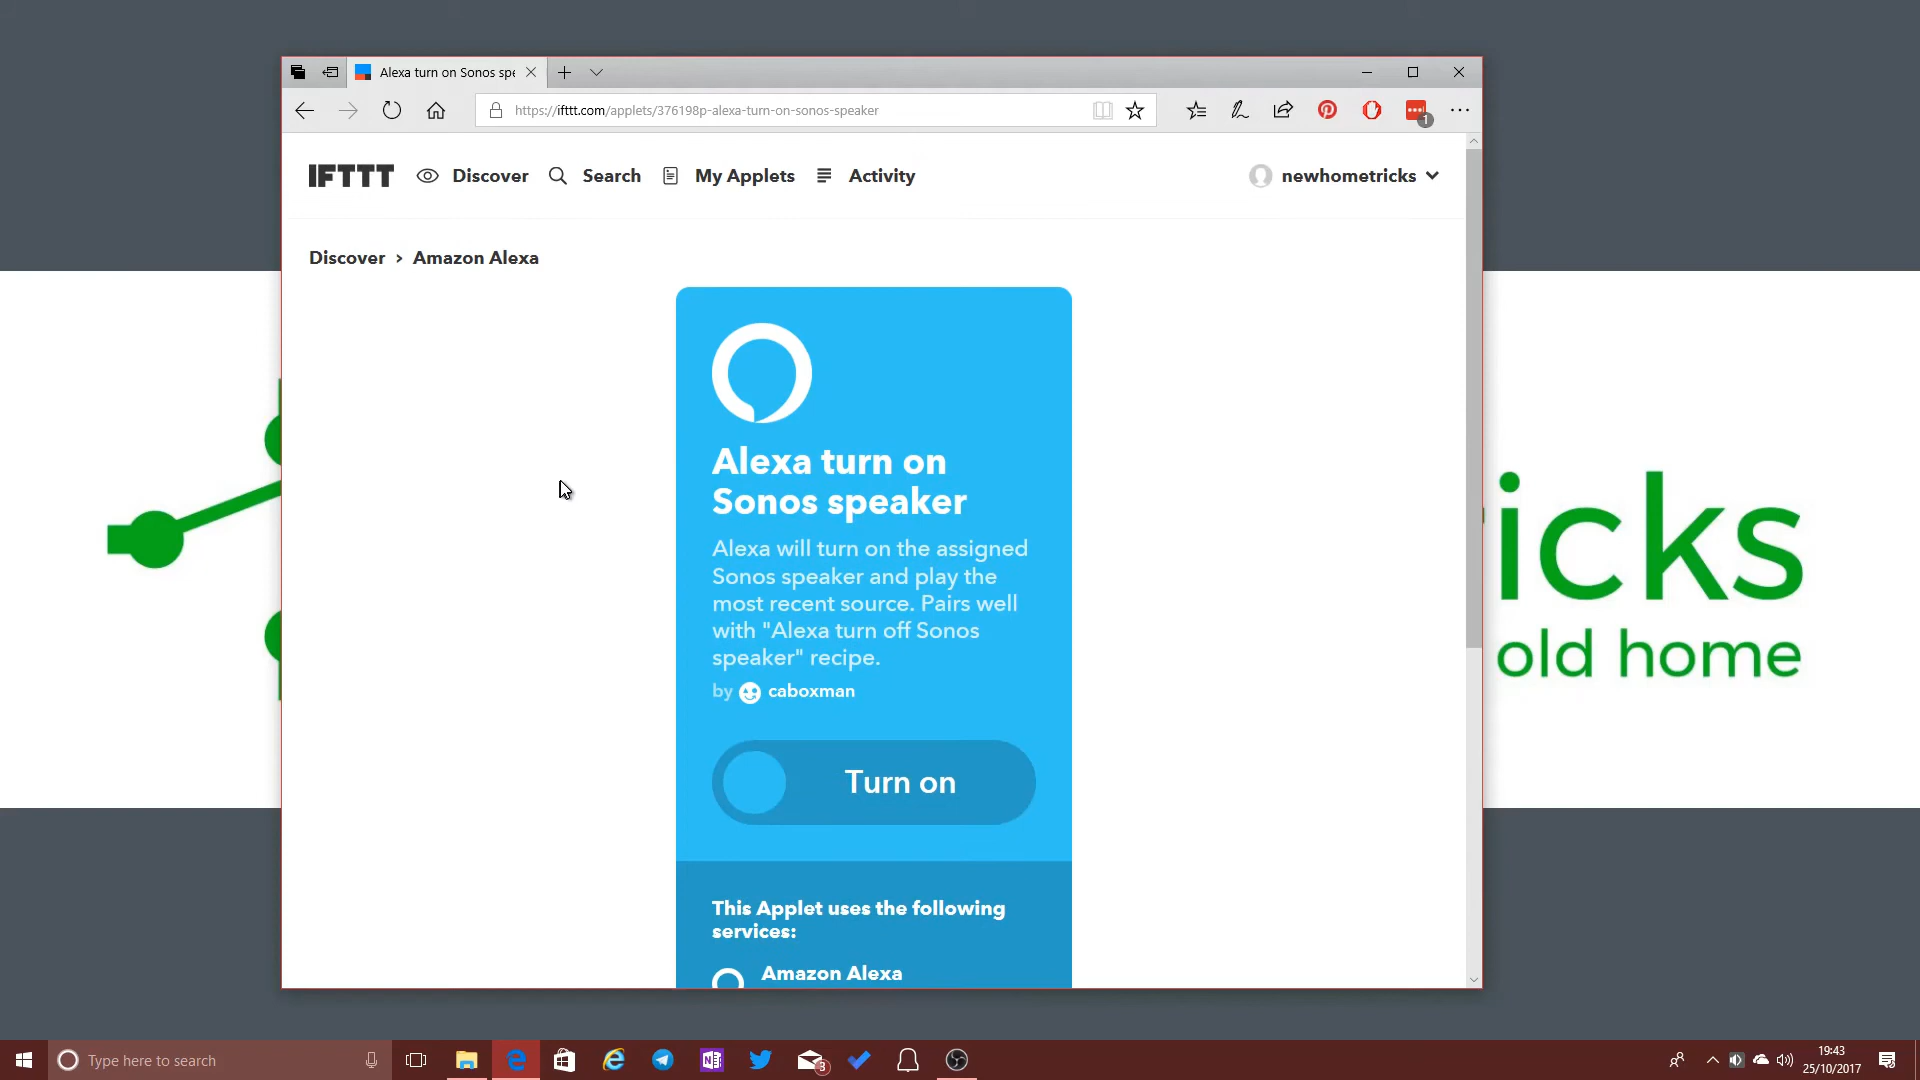 Alexa turn on Sonos spe
https://ifttt.com/applets/376198p-alexa-turn-on-sonos-speaker
1
IFTTT Discover Search My Applets Activity newhometricks
Discover > Amazon Alexa
Alexa turn on
Sonos speaker
Alexa will turn on the assigned
Sonos speaker and play the
most recent source. Pairs well
with "Alexa turn off Sonos
speaker" recipe.
by caboxman
Turn on
This Applet uses the following
services:
Amazon Alexa
icks
old home
Type here to search
3
19:43
25/10/2017